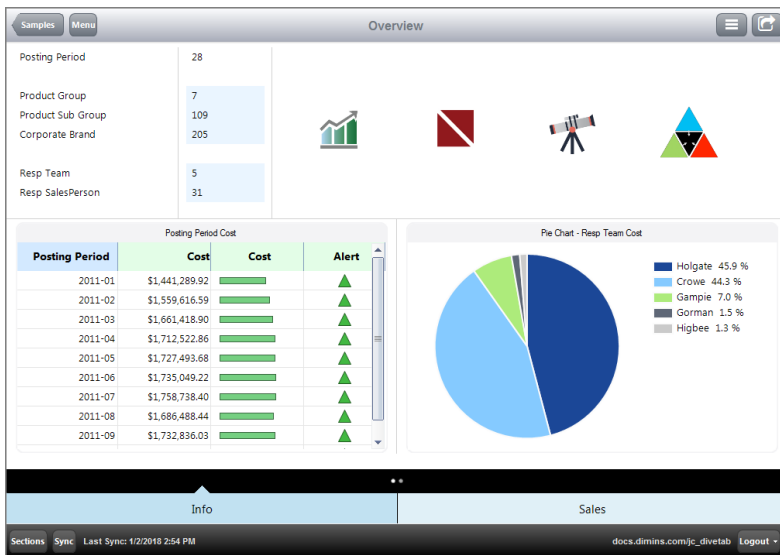 Samples Menu Overview
Posting Period 28
Product Group 7
Product Sub Group 109
Corporate Brand 205
Resp Team 5
Resp SalesPerson 31
Posting Period Cost
Posting Period Cost Cost Alert
2011-01 $1,441,289.92
2011-02 $1,559,616.59
2011-03 $1,661,418.90
2011-04 $1,712,522.86
2011-05 $1,727,493.68
2011-06 $1,735,049.22
2011-07 $1,758,738.40
2011-08 $1,686,488.44
2011-09 $1,732,836.03
Pie Chart - Resp Team Cost
Holgate 45.9 %
Crowe 44.3 %
Gampie 7.0 %
Gorman 1.5 %
Higbee 1.3 %
Info Sales
Sections Sync Last Sync: 1/2/2018 2:54 PM docs.dimins.com/jc_divetab Logout